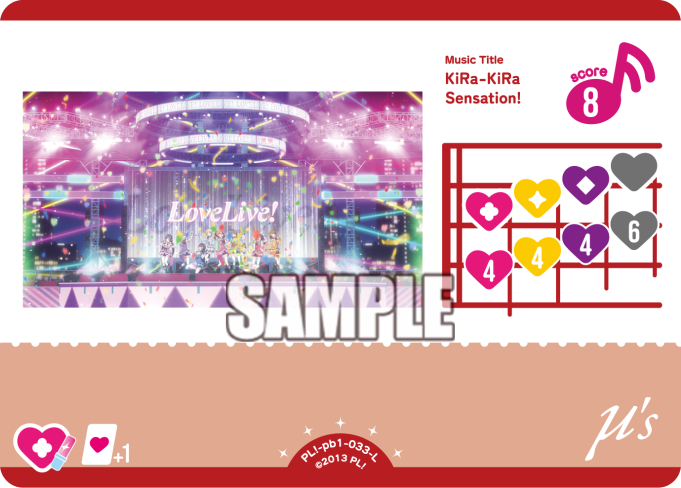 Music Title
KiRa-KiRa
Sensation!
score
8
LoveLive!
4 4 4 6
SAMPLE
+1
PL!-pb1-033-L
©2013 PL!
μ's